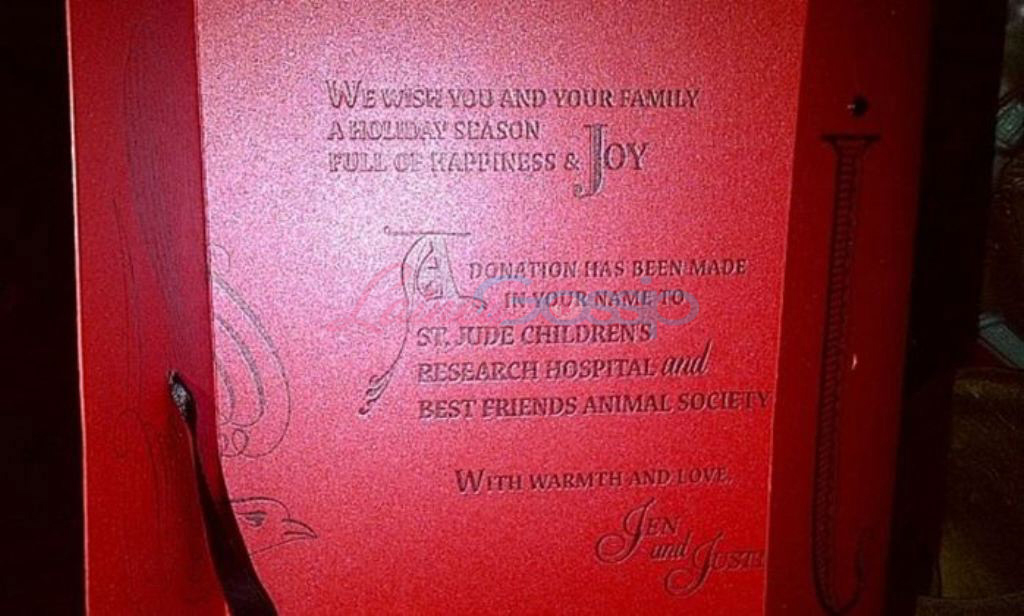 We wish you and your family
a holiday season
full of happiness & Joy
A donation has been made
in your name to
St. Jude Children's
Research Hospital and
Best Friends Animal Society
With warmth and love,
Jen
and Justin